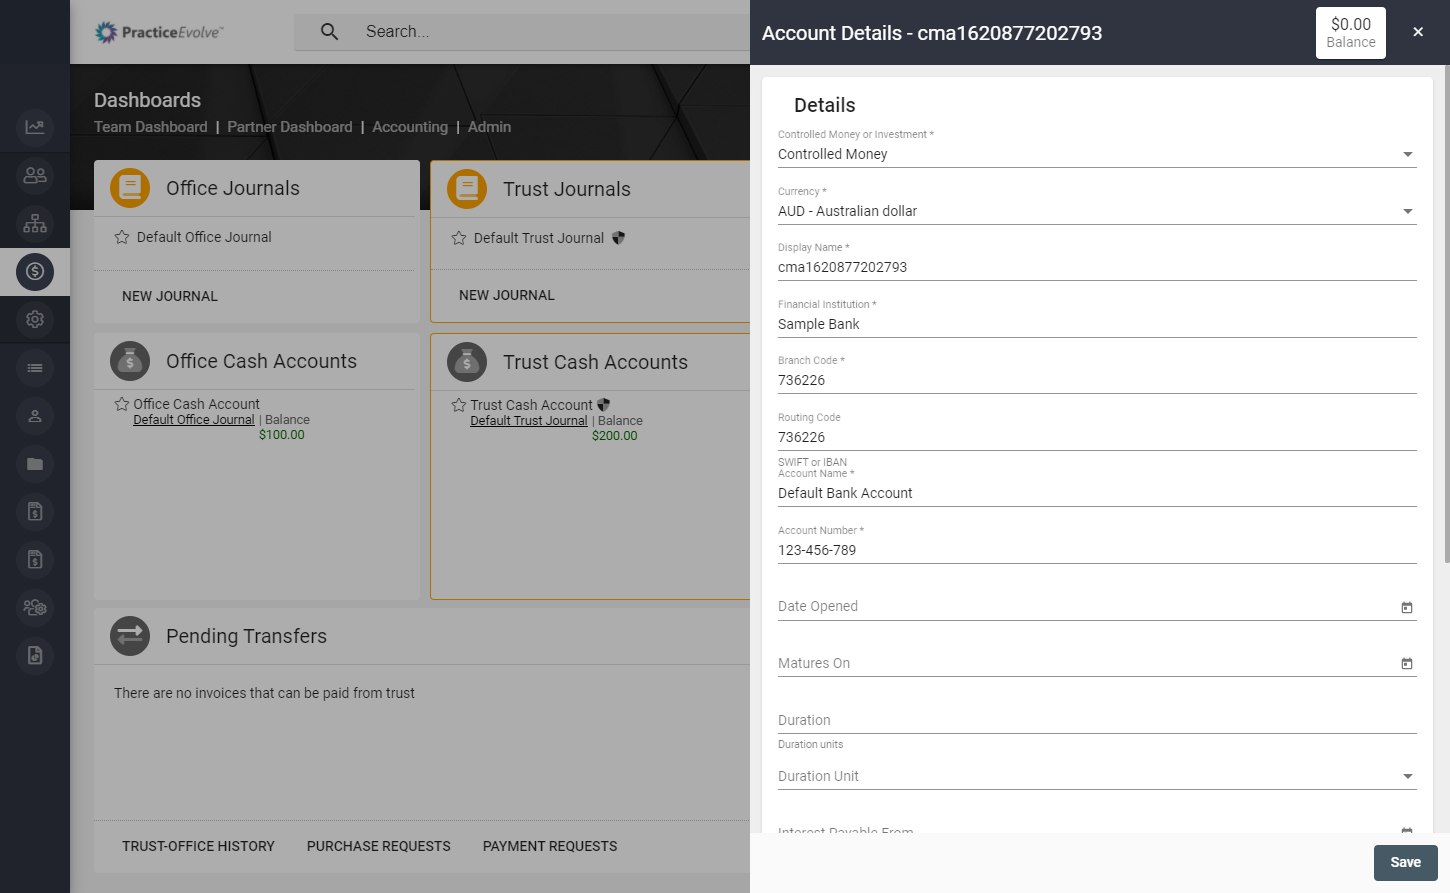 PracticeEvolve™
Search...
Dashboards
Team Dashboard | Partner Dashboard | Accounting | Admin
Office Journals
Default Office Journal
NEW JOURNAL
Trust Journals
Default Trust Journal
NEW JOURNAL
Office Cash Accounts
Office Cash Account
Default Office Journal | Balance
$100.00
Trust Cash Accounts
Trust Cash Account
Default Trust Journal | Balance
$200.00
Pending Transfers
There are no invoices that can be paid from trust
TRUST-OFFICE HISTORY PURCHASE REQUESTS PAYMENT REQUESTS
Account Details - cma1620877202793
$0.00
Balance
×
Details
Controlled Money or Investment *
Controlled Money
Currency *
AUD - Australian dollar
Display Name *
cma1620877202793
Financial Institution *
Sample Bank
Branch Code *
736226
Routing Code
736226
SWIFT or IBAN
Account Name *
Default Bank Account
Account Number *
123-456-789
Date Opened
Matures On
Duration
Duration units
Duration Unit
Interest Payable From
Save